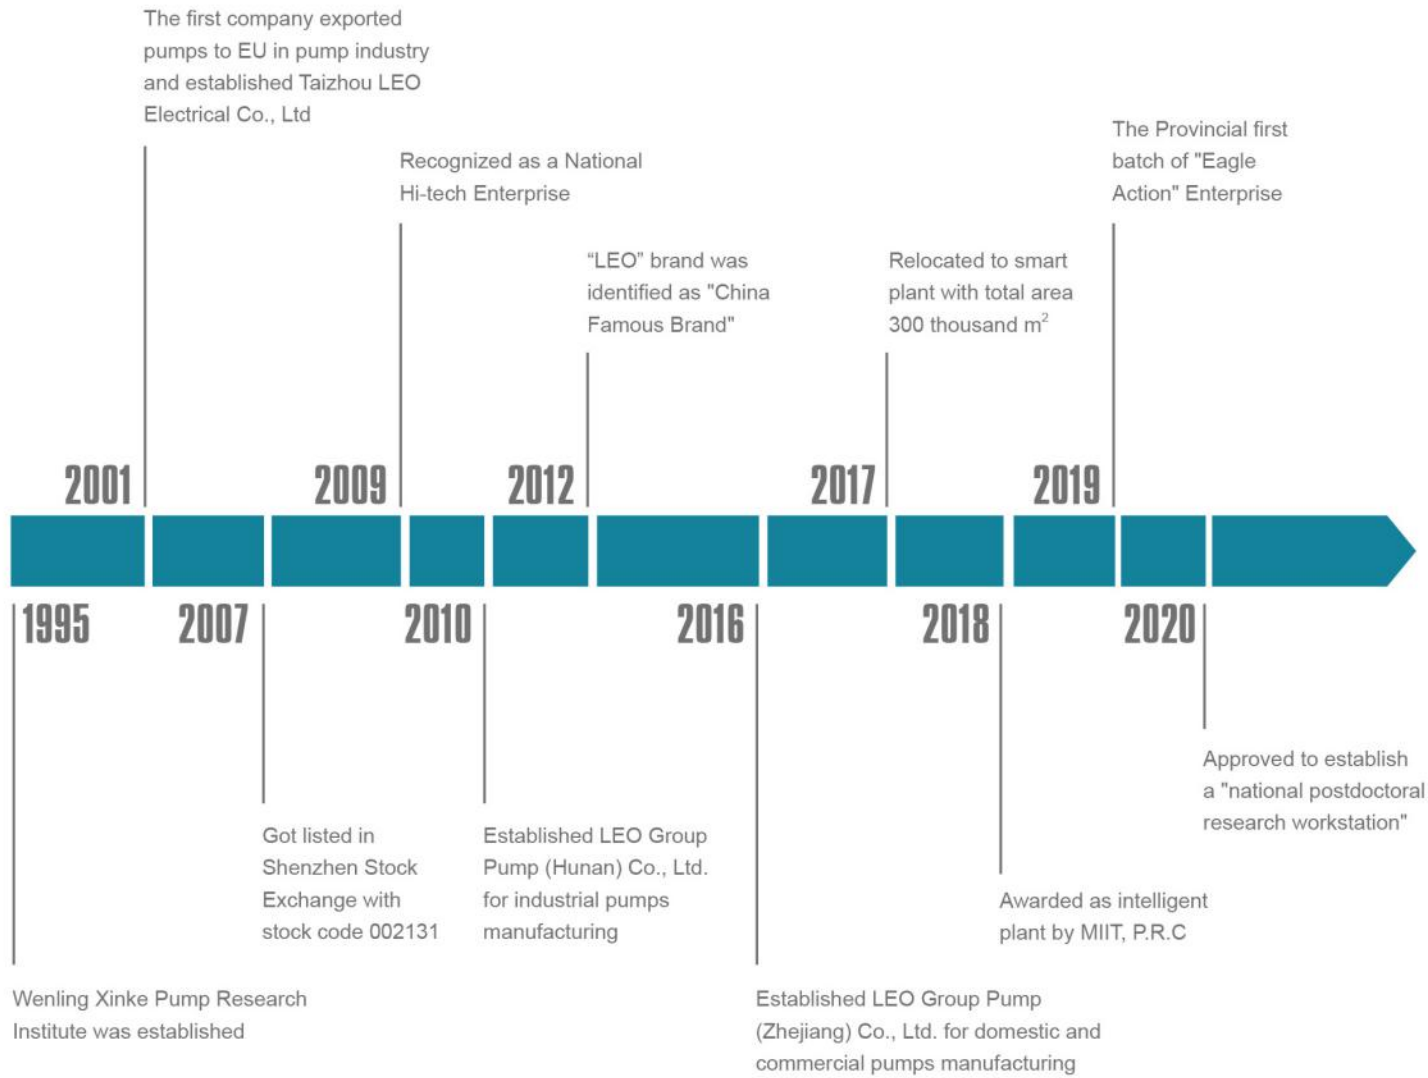 The first company exported
pumps to EU in pump industry
and established Taizhou LEO
Electrical Co., Ltd
Recognized as a National
Hi-tech Enterprise
“LEO” brand was
identified as "China
Famous Brand"
Relocated to smart
plant with total area
300 thousand m²
The Provincial first
batch of "Eagle
Action" Enterprise
2001
2009
2012
2017
2019
1995
2007
2010
2016
2018
2020
Wenling Xinke Pump Research
Institute was established
Got listed in
Shenzhen Stock
Exchange with
stock code 002131
Established LEO Group
Pump (Hunan) Co., Ltd.
for industrial pumps
manufacturing
Established LEO Group Pump
(Zhejiang) Co., Ltd. for domestic and
commercial pumps manufacturing
Awarded as intelligent
plant by MIIT, P.R.C
Approved to establish
a "national postdoctoral
research workstation"